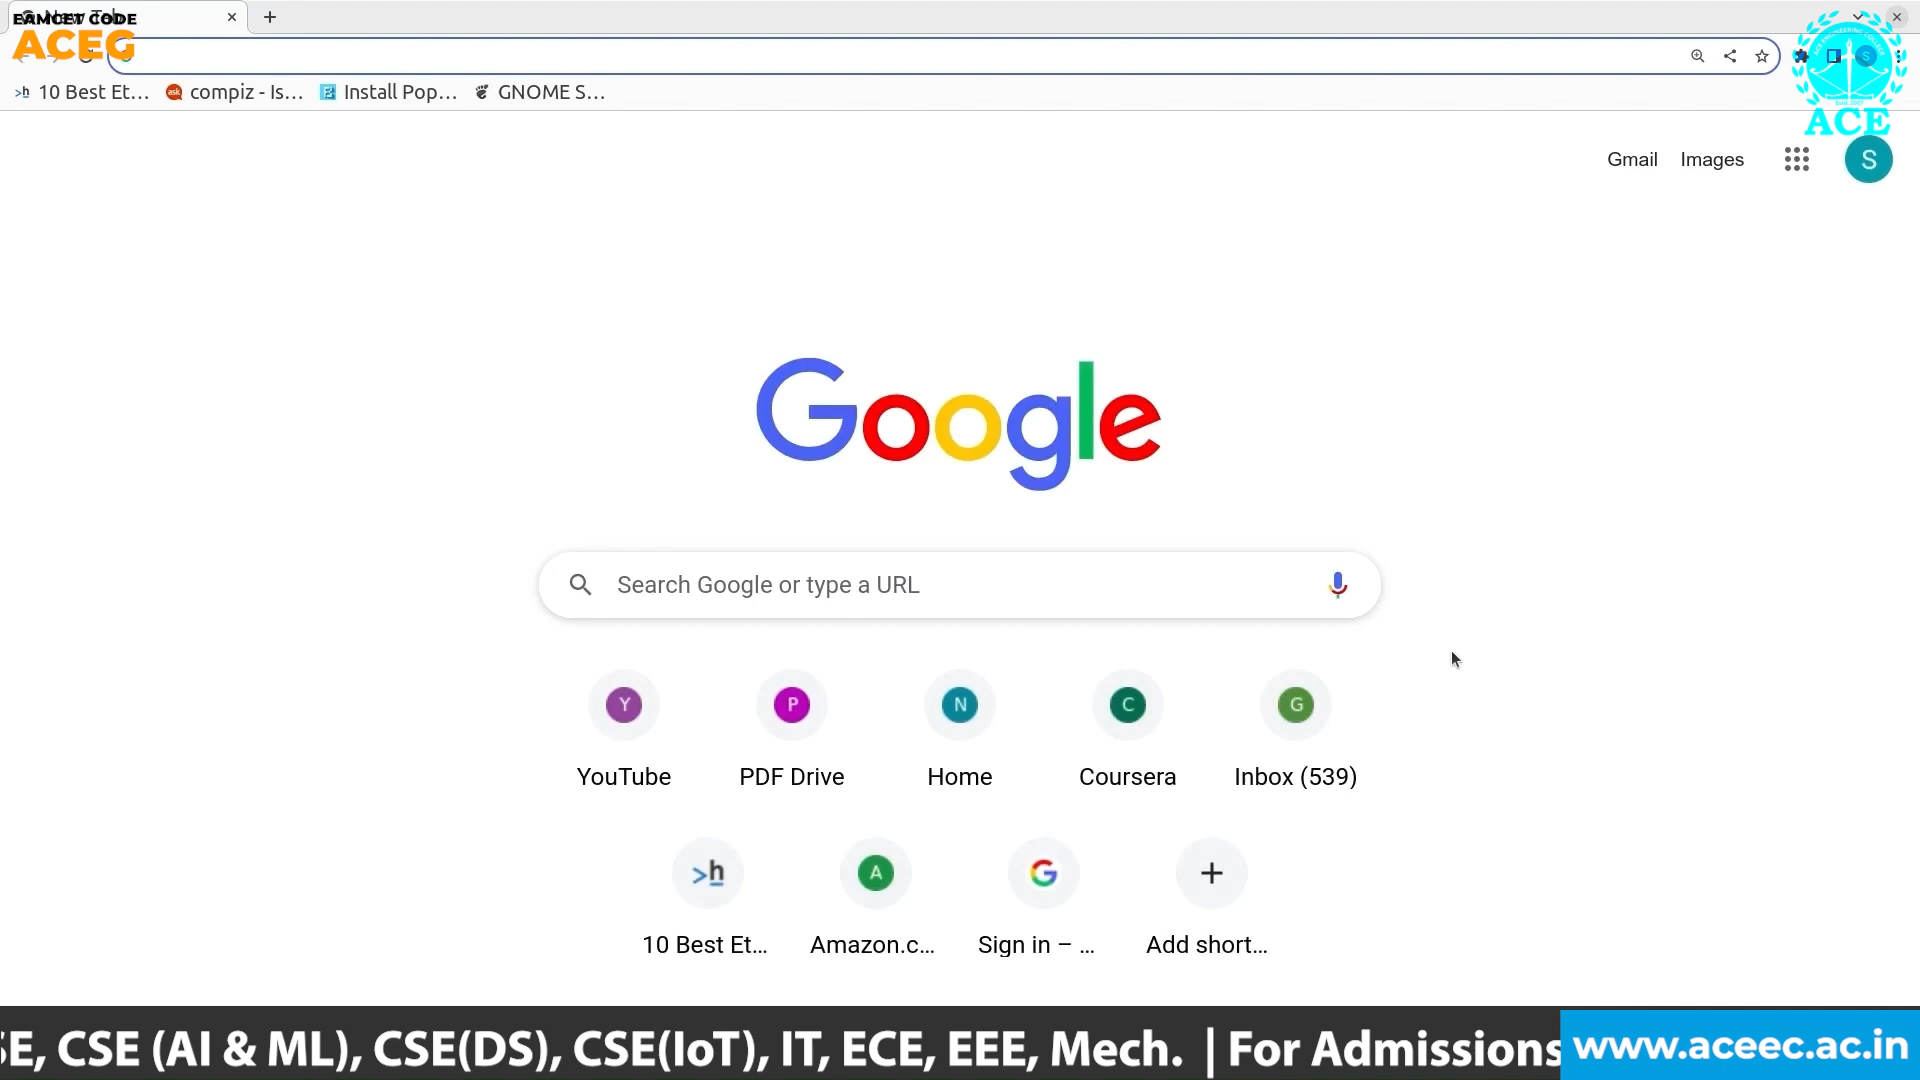 EAMCET CODE
ACEG
10 Best Et...
compiz - Is...
Install Pop...
GNOME S...
ACE
Gmail
Images
S
Google
Search Google or type a URL
Y
P
N
C
G
YouTube
PDF Drive
Home
Coursera
Inbox (539)
>h
A
G
10 Best Et...
Amazon.c...
Sign in – ...
Add short...
E, CSE (AI & ML), CSE(DS), CSE(IoT), IT, ECE, EEE, Mech. | For Admissions
www.aceec.ac.in